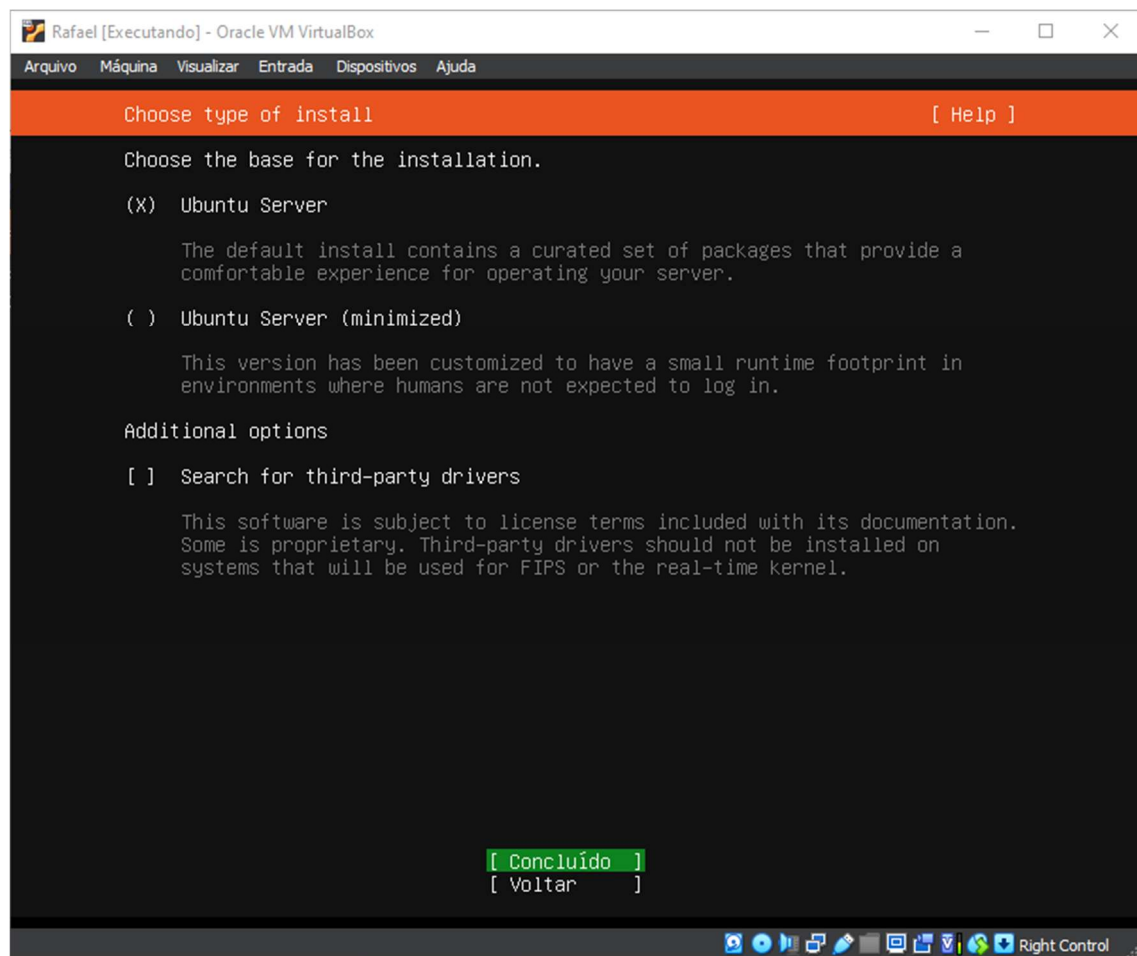 Rafael [Executando] - Oracle VM VirtualBox
Arquivo Máquina Visualizar Entrada Dispositivos Ajuda
Choose type of install [ Help ]
Choose the base for the installation.
(X) Ubuntu Server
The default install contains a curated set of packages that provide a
comfortable experience for operating your server.
( ) Ubuntu Server (minimized)
This version has been customized to have a small runtime footprint in
environments where humans are not expected to log in.
Additional options
[ ] Search for third-party drivers
This software is subject to license terms included with its documentation.
Some is proprietary. Third-party drivers should not be installed on
systems that will be used for FIPS or the real-time kernel.
[ Concluído ]
[ Voltar ]
Right Control